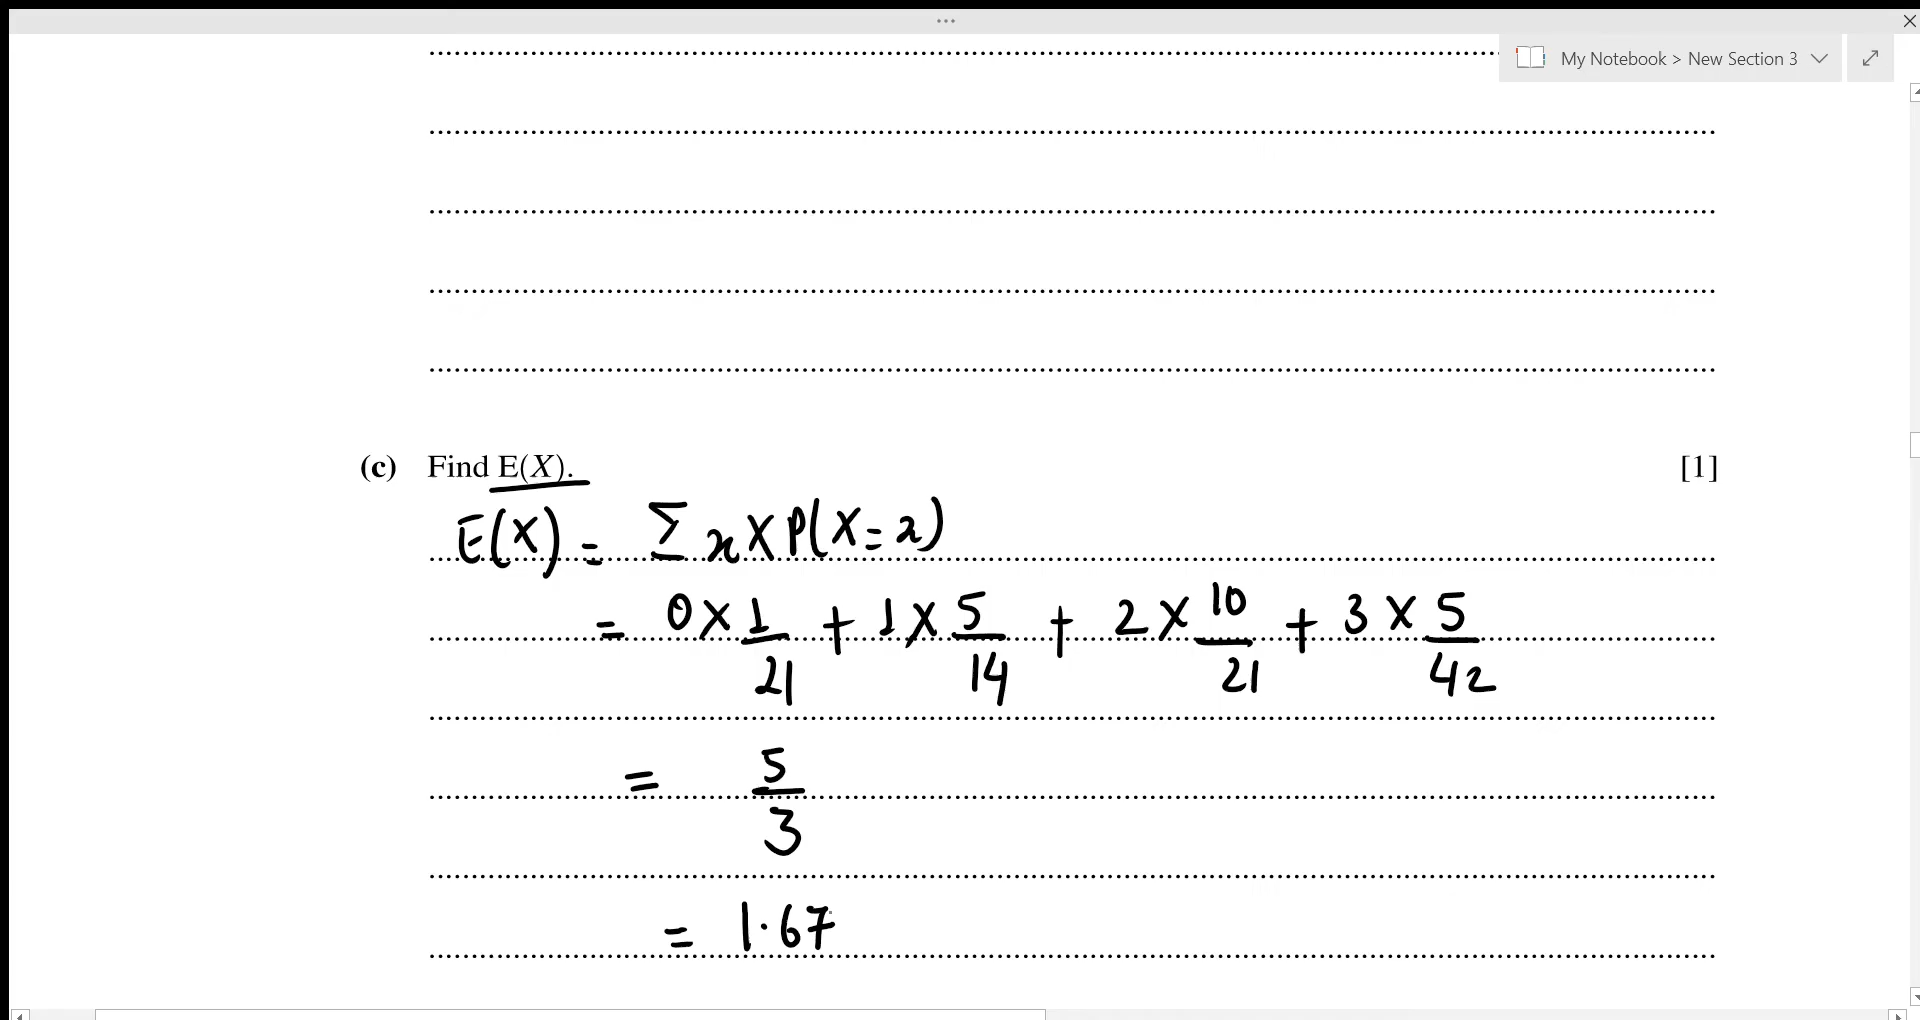 My Notebook > New Section 3
(c) Find E(X). [1]
E(X) = Σ x X P(X = x)
= 0 X 1/21 + 1 X 5/14 + 2 X 10/21 + 3 X 5/42
= 5/3
= 1.67